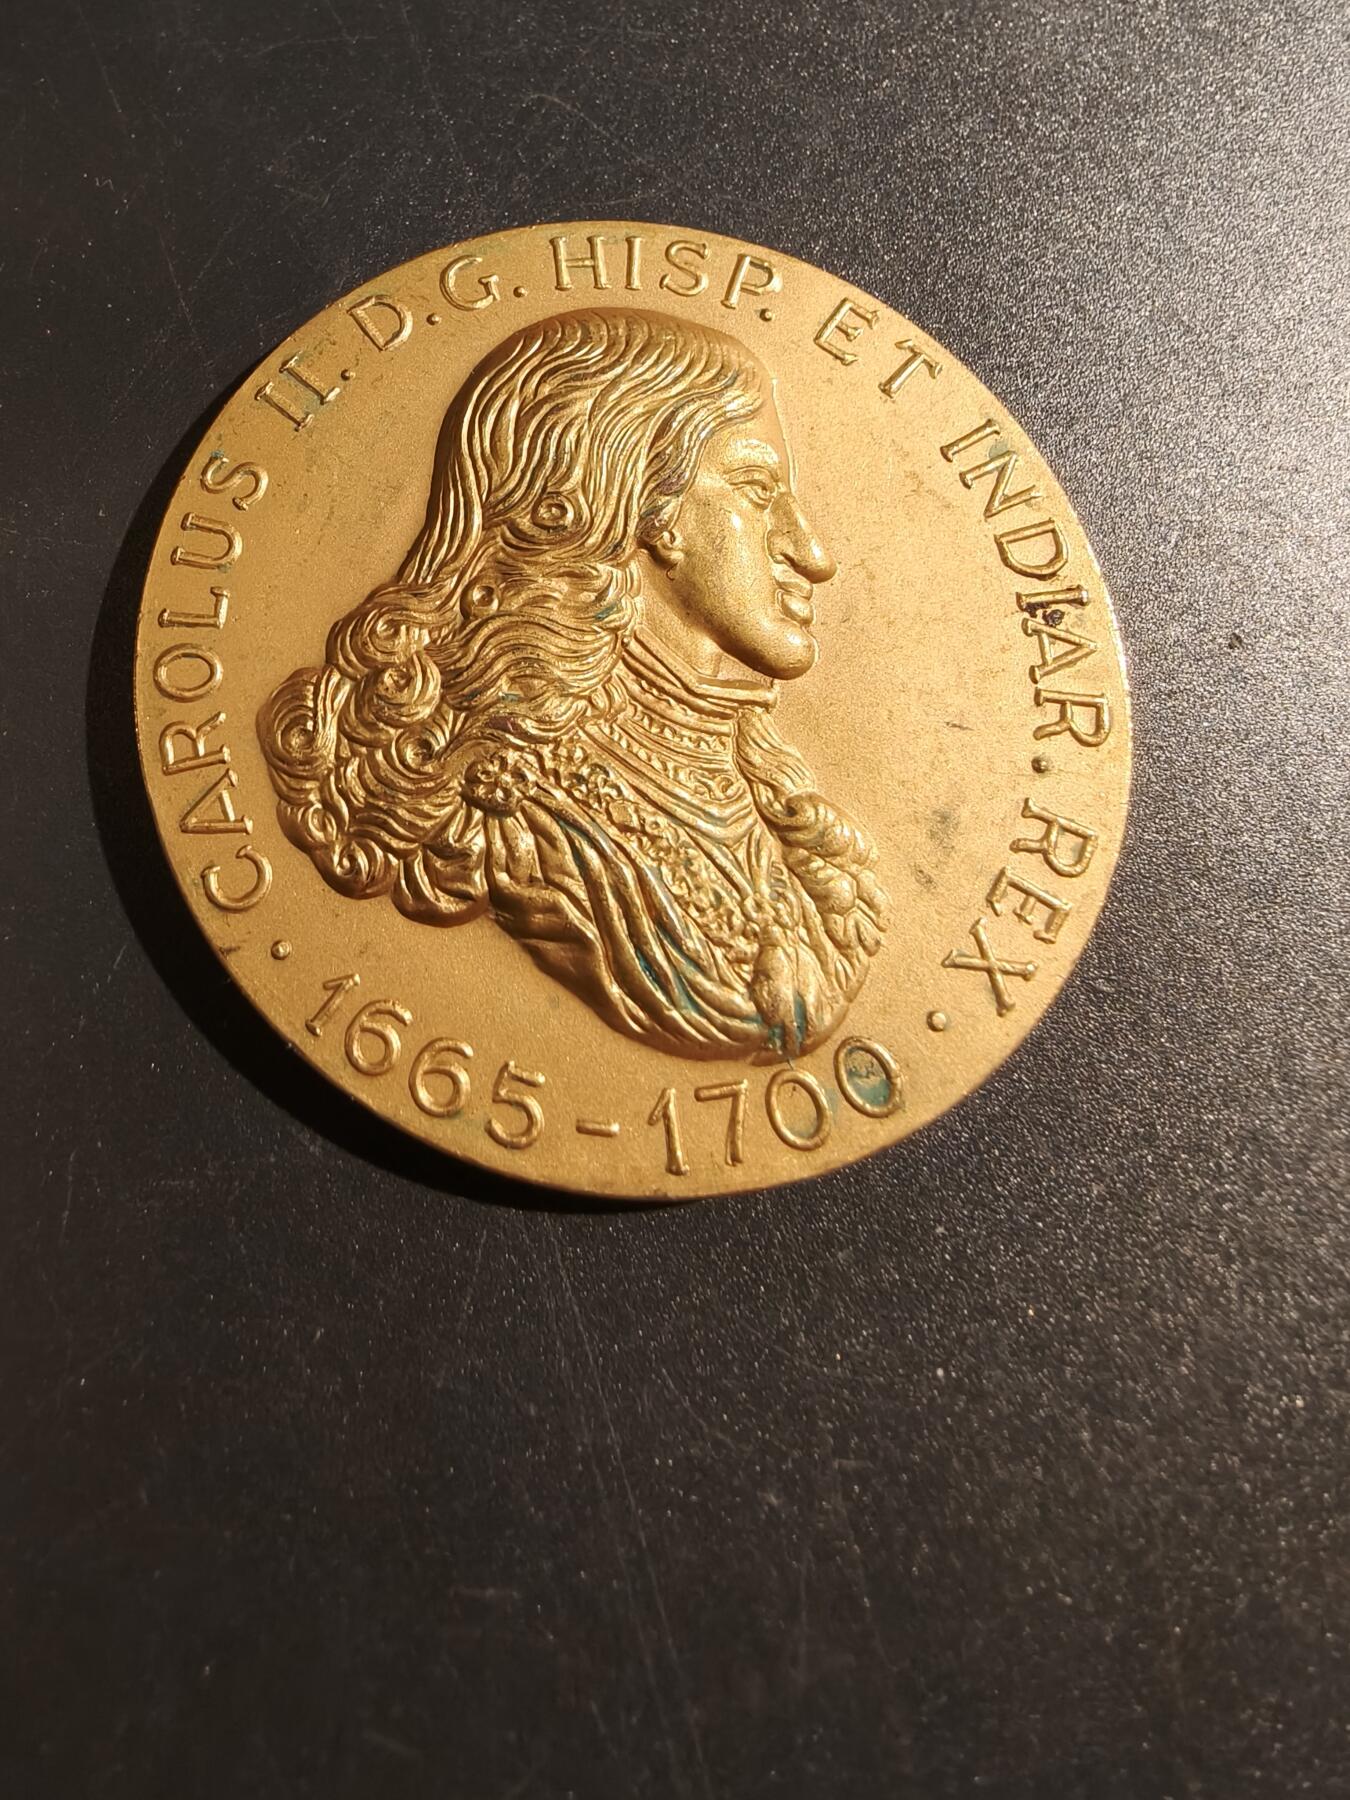 CAROLUS II. D.G. HISP. ET INDIAR. REX
· 1665-1700 ·